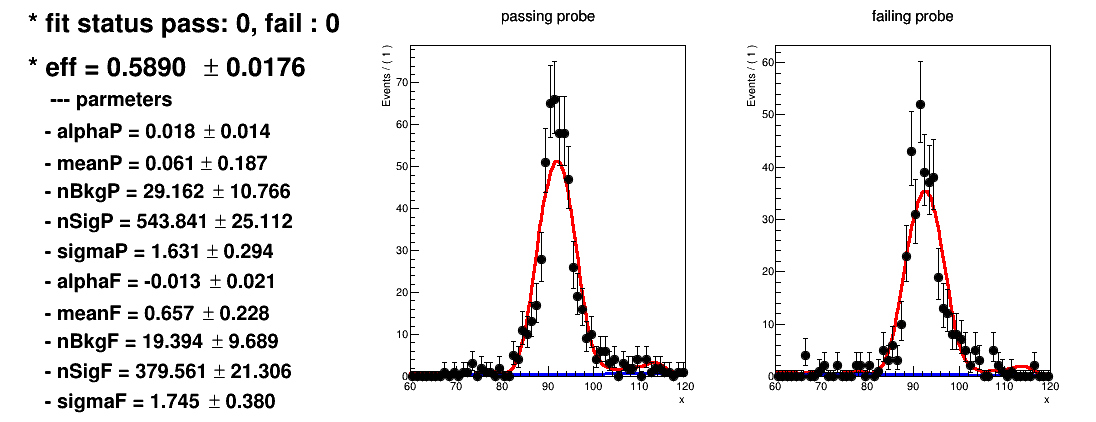 * fit status pass: 0, fail : 0
* eff = 0.5890 ± 0.0176
--- parmeters
- alphaP = 0.018 ± 0.014
- meanP = 0.061 ± 0.187
- nBkgP = 29.162 ± 10.766
- nSigP = 543.841 ± 25.112
- sigmaP = 1.631 ± 0.294
- alphaF = -0.013 ± 0.021
- meanF = 0.657 ± 0.228
- nBkgF = 19.394 ± 9.689
- nSigF = 379.561 ± 21.306
- sigmaF = 1.745 ± 0.380
passing probe
Events / ( 1 )
70
60
50
40
30
20
10
0
60 70 80 90 100 110 120
x
failing probe
Events / ( 1 )
60
50
40
30
20
10
0
60 70 80 90 100 110 120
x